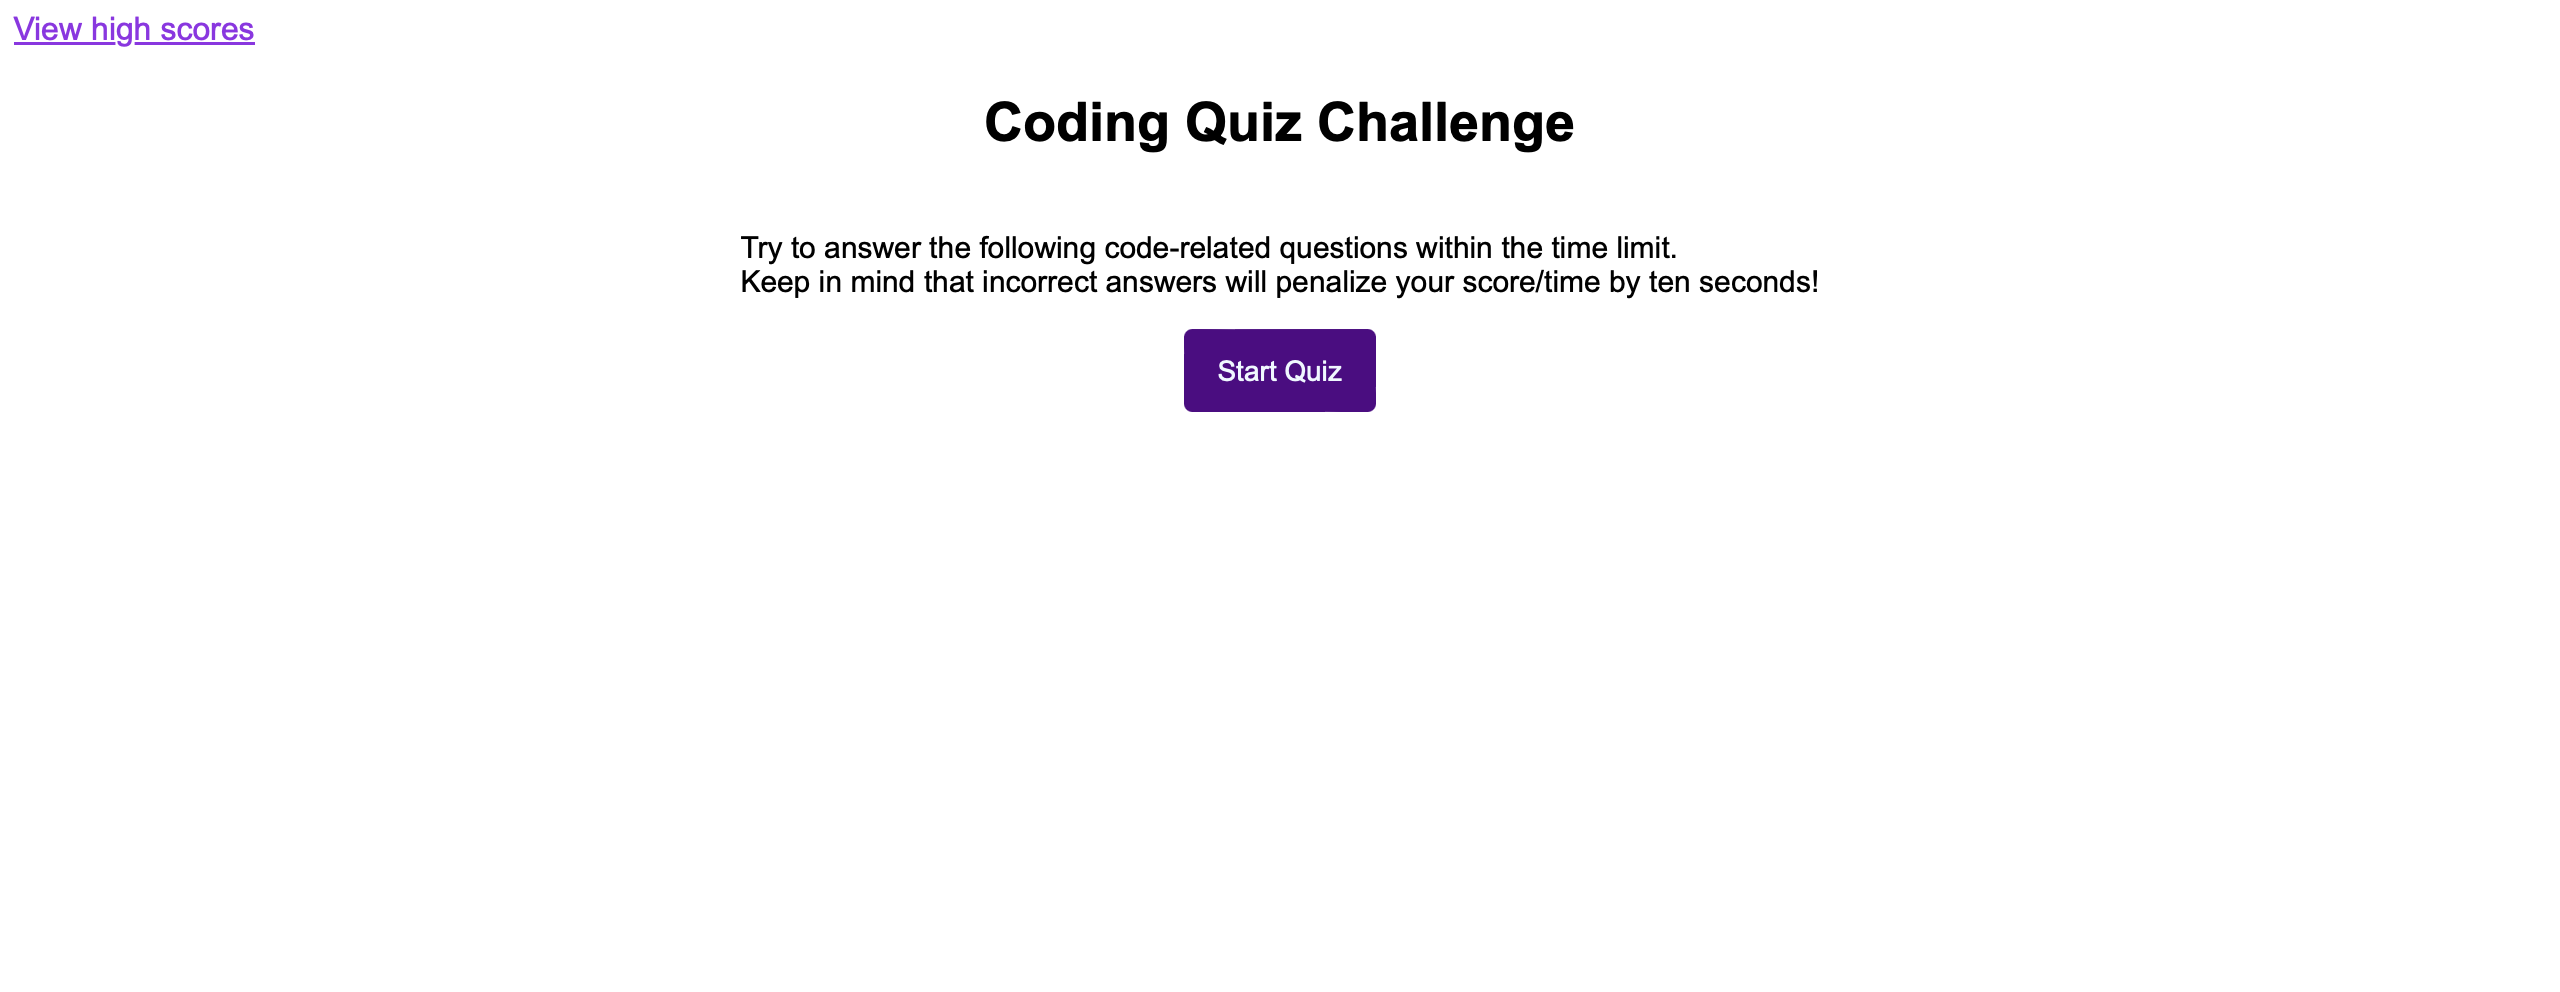 View high scores
Coding Quiz Challenge
Try to answer the following code-related questions within the time limit.
Keep in mind that incorrect answers will penalize your score/time by ten seconds!
Start Quiz